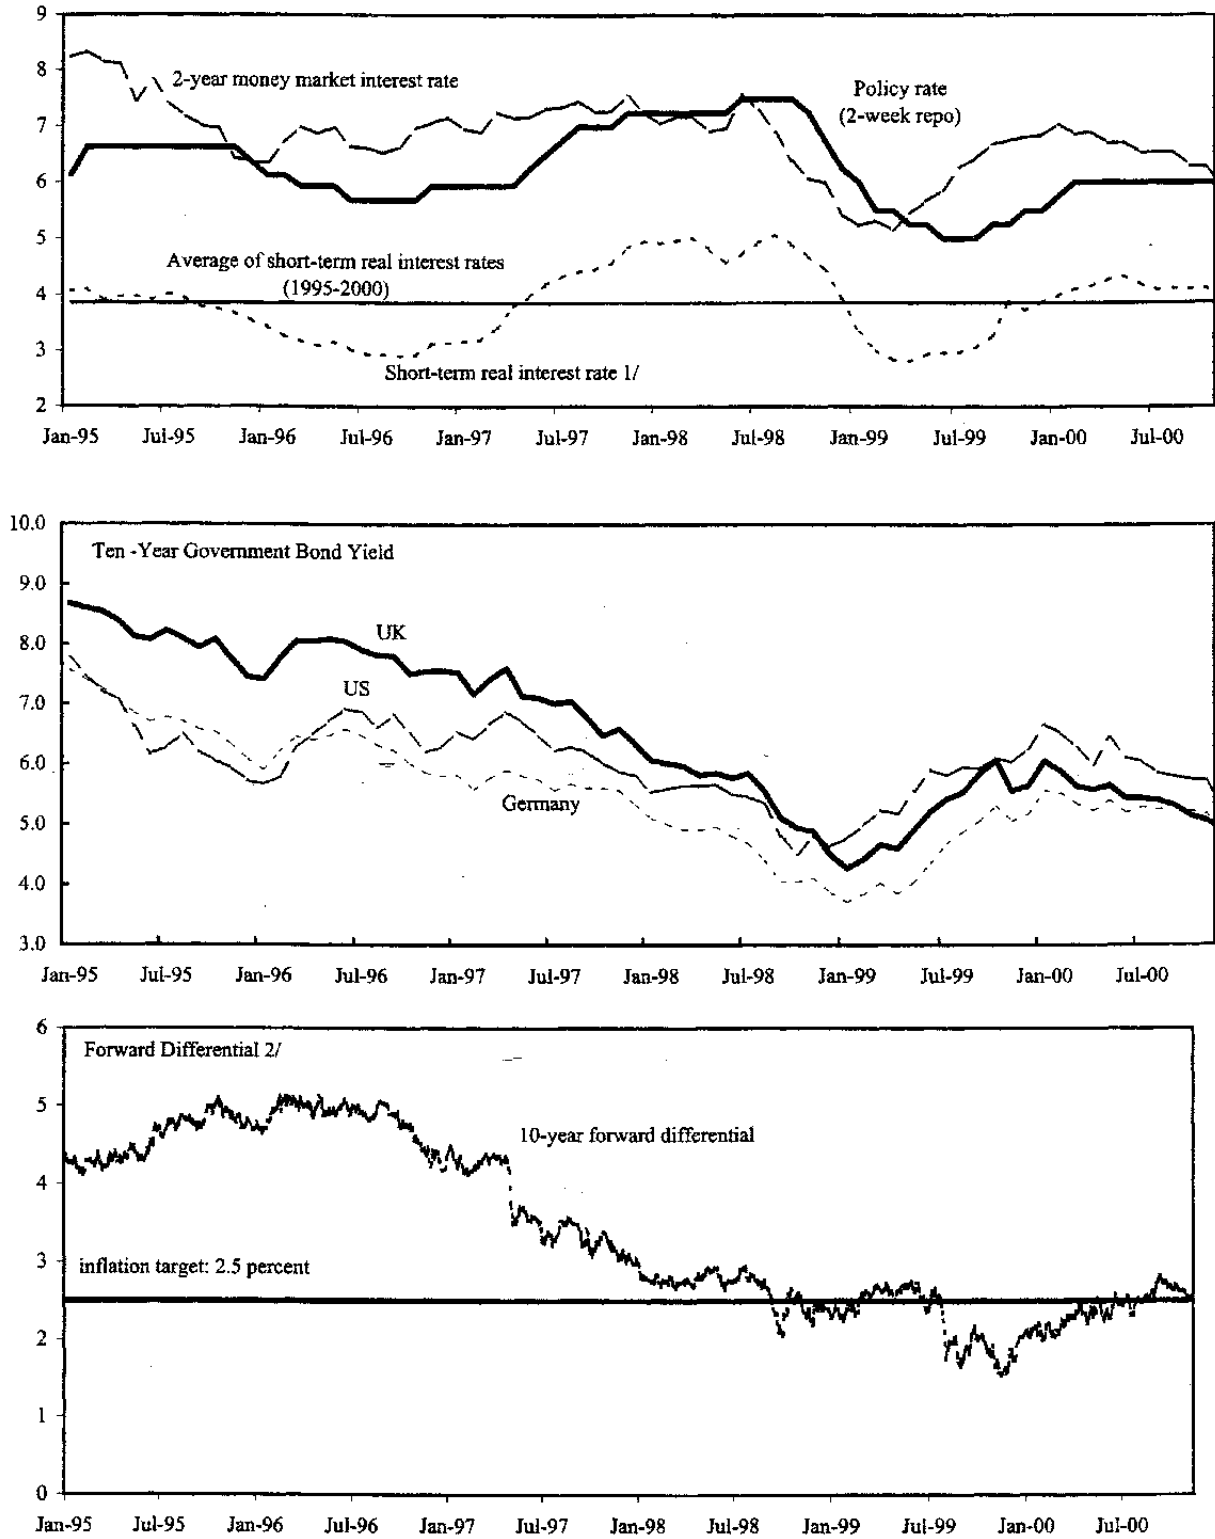 9
8
7
6
5
4
3
2
2-year money market interest rate
Policy rate
(2-week repo)
Average of short-term real interest rates
(1995-2000)
Short-term real interest rate 1/
Jan-95 Jul-95 Jan-96 Jul-96 Jan-97 Jul-97 Jan-98 Jul-98 Jan-99 Jul-99 Jan-00 Jul-00
10.0
9.0
8.0
7.0
6.0
5.0
4.0
3.0
Ten -Year Government Bond Yield
UK
US
Germany
Jan-95 Jul-95 Jan-96 Jul-96 Jan-97 Jul-97 Jan-98 Jul-98 Jan-99 Jul-99 Jan-00 Jul-00
6
5
4
3
2
1
0
Forward Differential 2/
10-year forward differential
inflation target: 2.5 percent
Jan-95 Jul-95 Jan-96 Jul-96 Jan-97 Jul-97 Jan-98 Jul-98 Jan-99 Jul-99 Jan-00 Jul-00